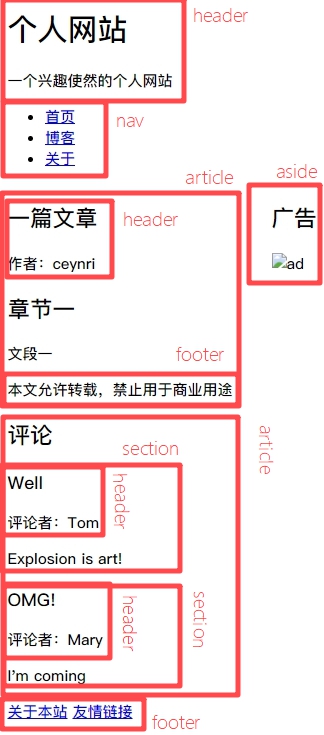 个人网站
header
一个兴趣使然的个人网站
首页
博客
关于
nav
article
aside
一篇文章
header
作者：ceynri
广告
ad
章节一
文段一
footer
本文允许转载，禁止用于商业用途
评论
section
article
Well
header
评论者：Tom
Explosion is art!
OMG!
header
section
评论者：Mary
I'm coming
关于本站 友情链接
footer